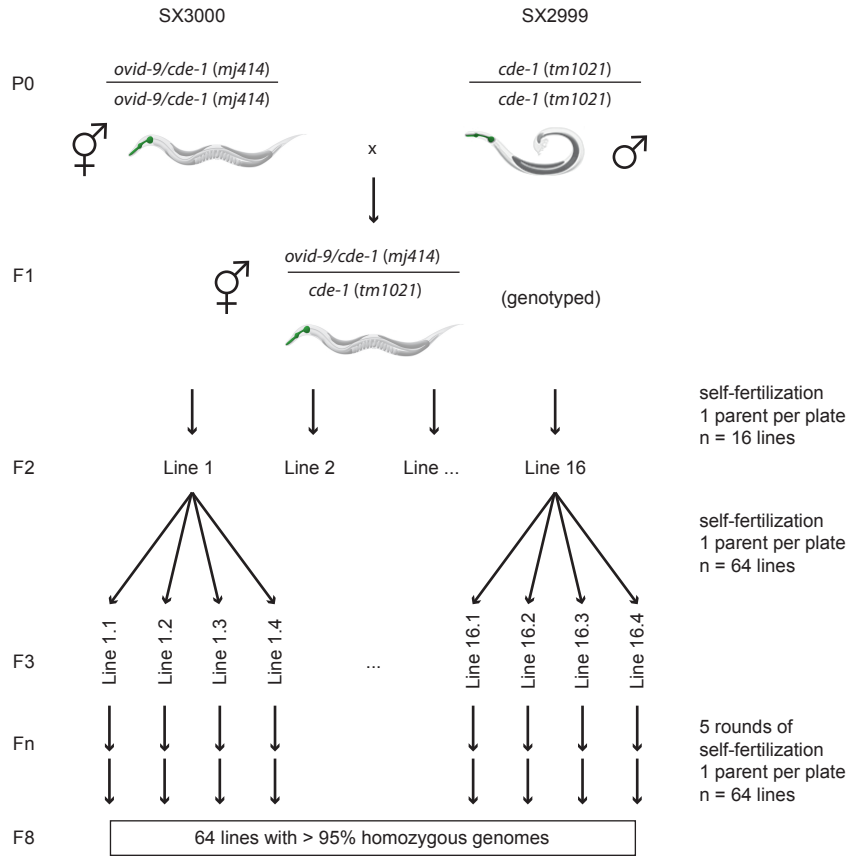 SX3000
SX2999
P0
ovid-9/cde-1 (mj414)
ovid-9/cde-1 (mj414)
cde-1 (tm1021)
cde-1 (tm1021)
x
F1
ovid-9/cde-1 (mj414)
cde-1 (tm1021)
(genotyped)
self-fertilization
1 parent per plate
n = 16 lines
F2
Line 1
Line 2
Line ...
Line 16
self-fertilization
1 parent per plate
n = 64 lines
F3
Line 1.1
Line 1.2
Line 1.3
Line 1.4
...
Line 16.1
Line 16.2
Line 16.3
Line 16.4
Fn
5 rounds of
self-fertilization
1 parent per plate
n = 64 lines
F8
64 lines with > 95% homozygous genomes